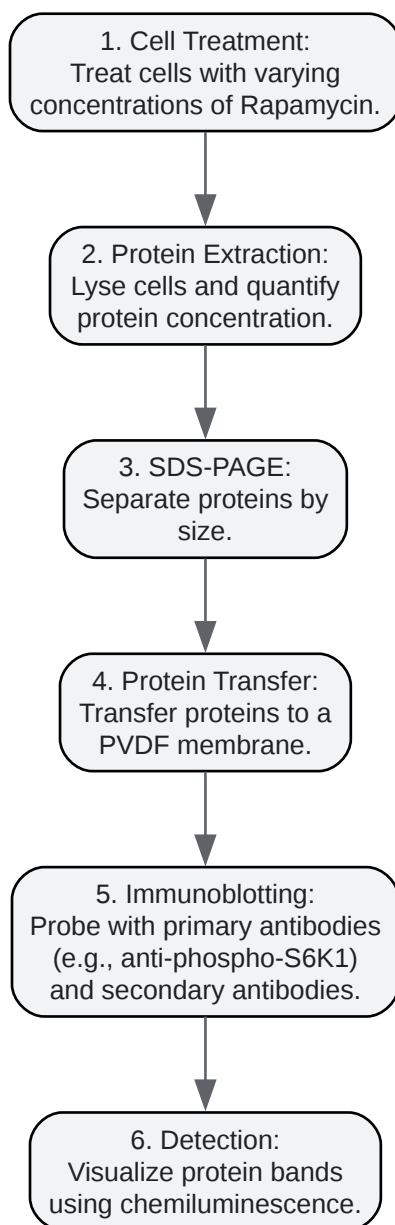 1. Cell Treatment:
Treat cells with varying
concentrations of Rapamycin.
2. Protein Extraction:
Lyse cells and quantify
protein concentration.
3. SDS-PAGE:
Separate proteins by
size.
4. Protein Transfer:
Transfer proteins to a
PVDF membrane.
5. Immunoblotting:
Probe with primary antibodies
(e.g., anti-phospho-S6K1)
and secondary antibodies.
6. Detection:
Visualize protein bands
using chemiluminescence.